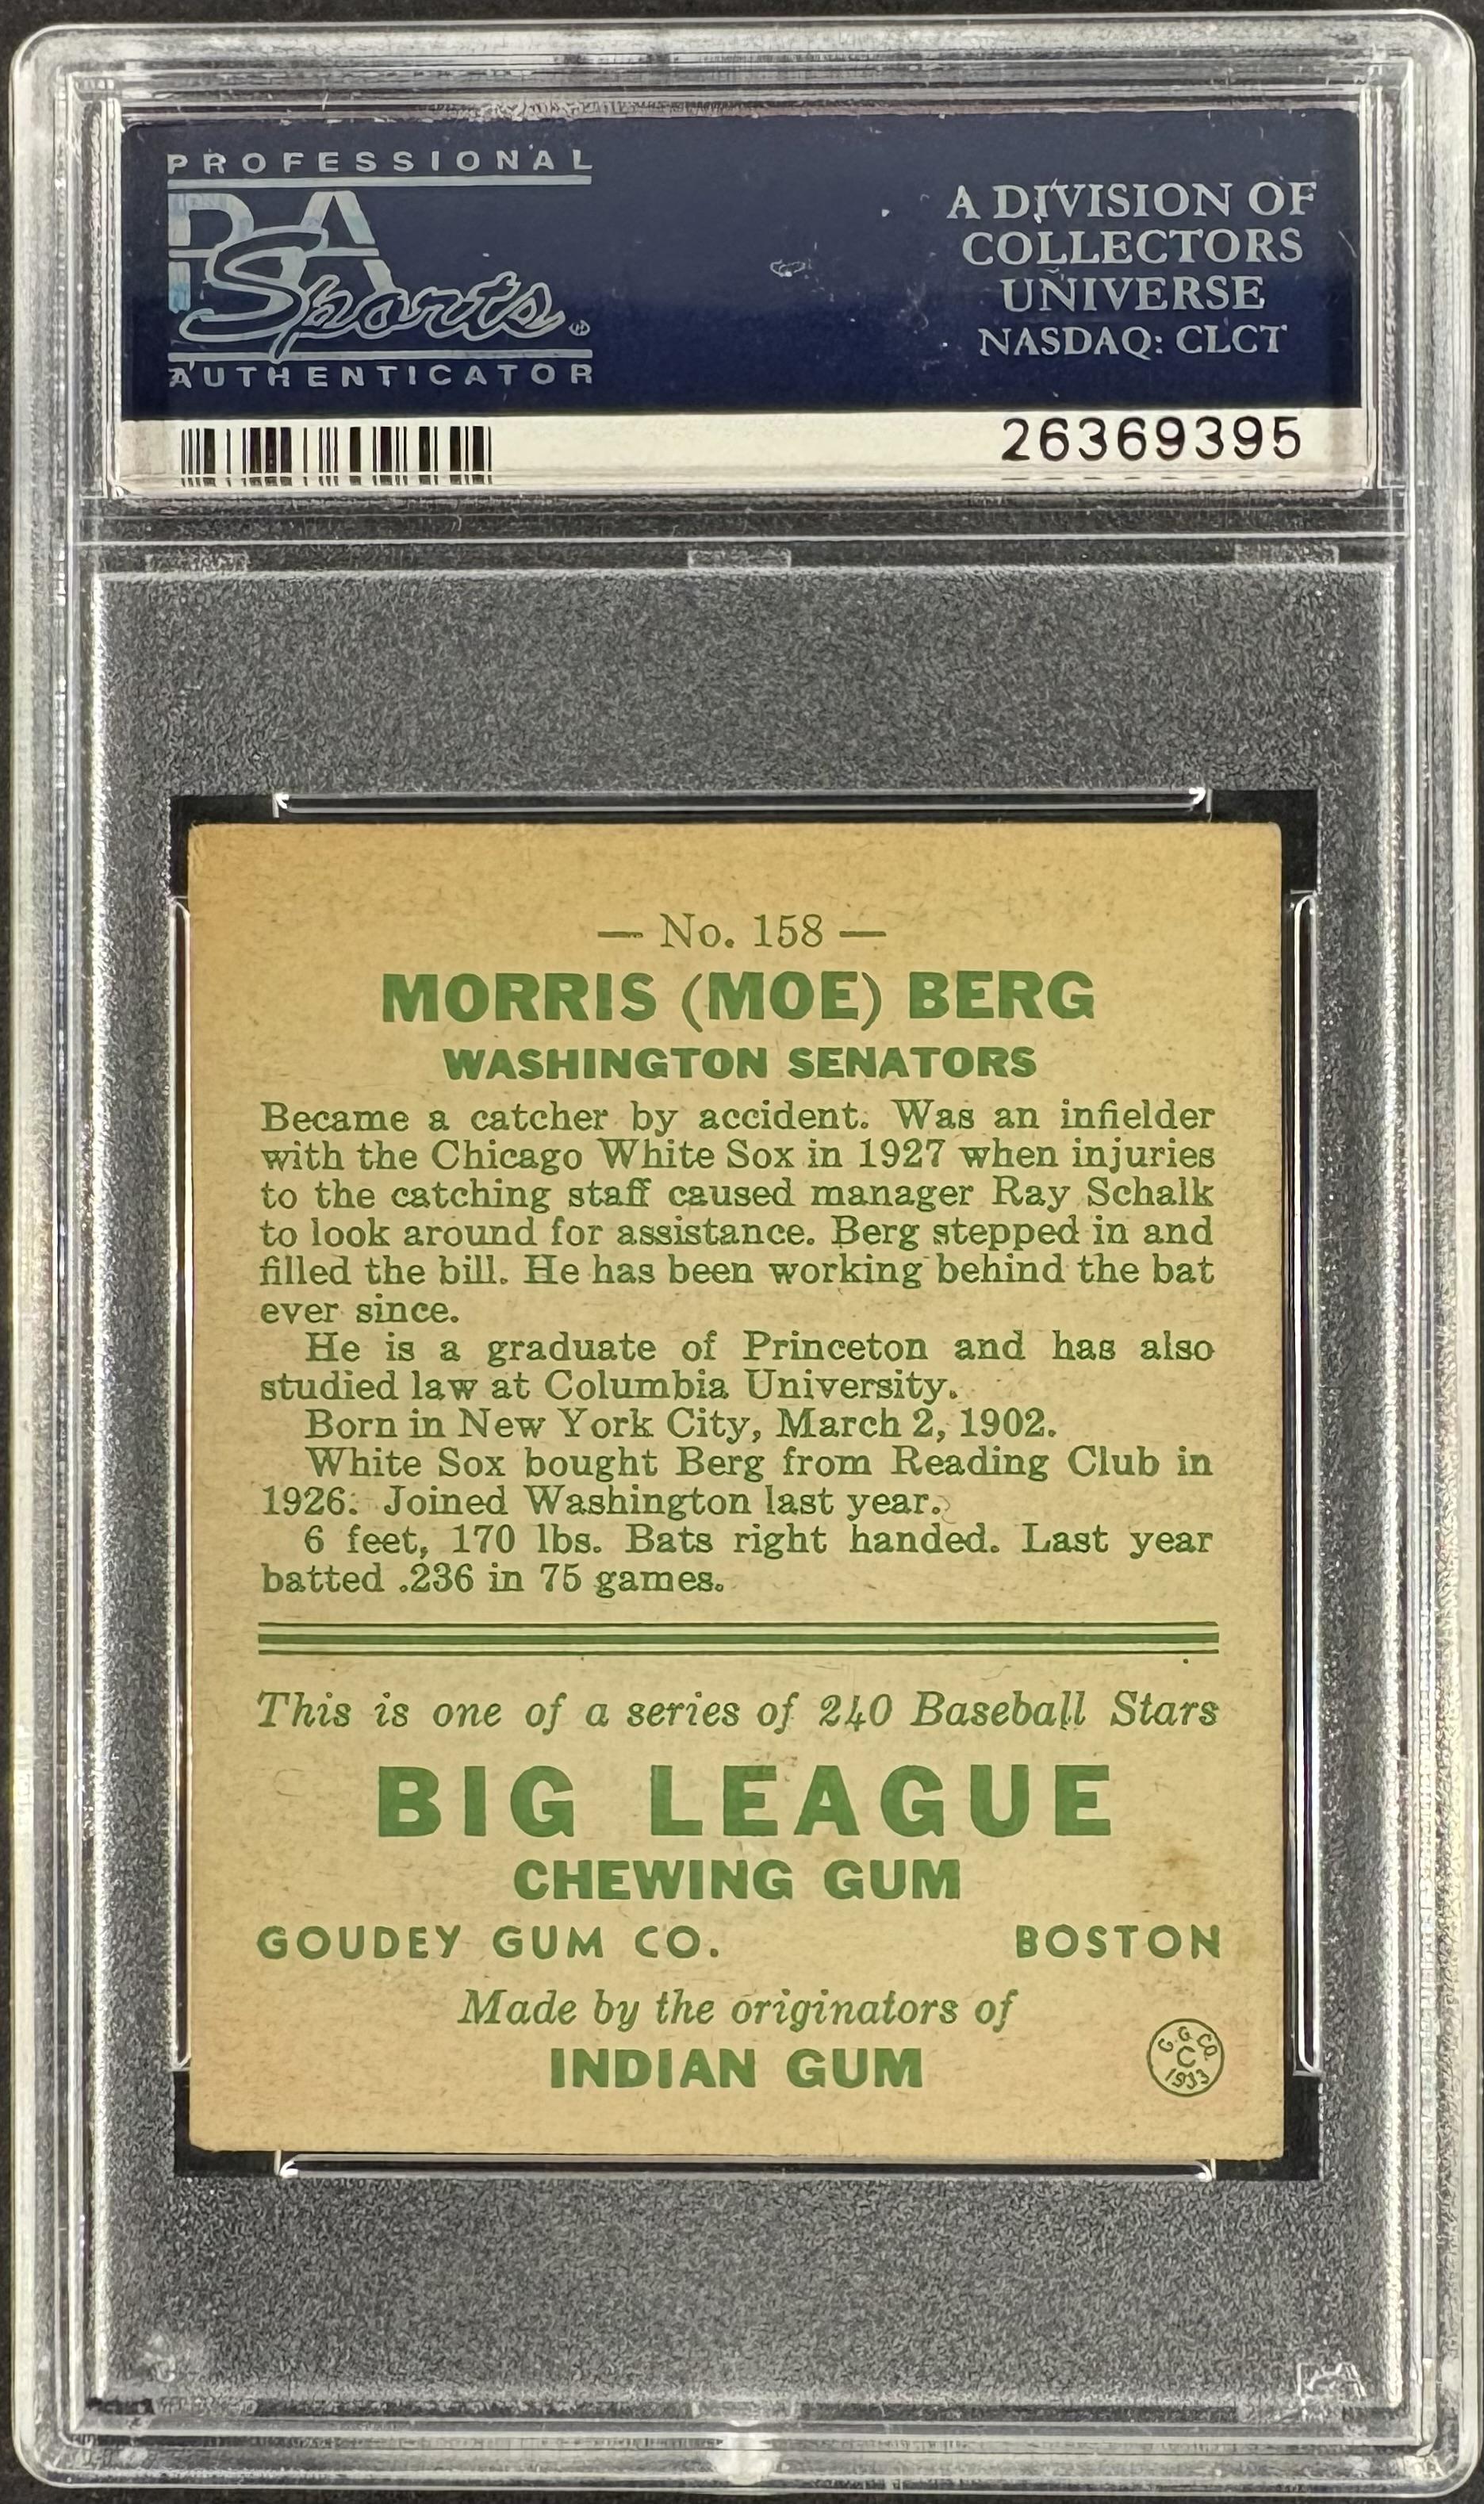 PROFESSIONAL
PSA
Sports®
AUTHENTICATOR
A DIVISION OF
COLLECTORS
UNIVERSE
NASDAQ: CLCT
26369395
— No. 158 —
MORRIS (MOE) BERG
WASHINGTON SENATORS
Became a catcher by accident. Was an infielder
with the Chicago White Sox in 1927 when injuries
to the catching staff caused manager Ray Schalk
to look around for assistance. Berg stepped in and
filled the bill. He has been working behind the bat
ever since.
He is a graduate of Princeton and has also
studied law at Columbia University.
Born in New York City, March 2, 1902.
White Sox bought Berg from Reading Club in
1926. Joined Washington last year.
6 feet, 170 lbs. Bats right handed. Last year
batted .236 in 75 games.
This is one of a series of 240 Baseball Stars
BIG LEAGUE
CHEWING GUM
GOUDEY GUM CO. BOSTON
Made by the originators of
INDIAN GUM
G. G. CO.
C
1933